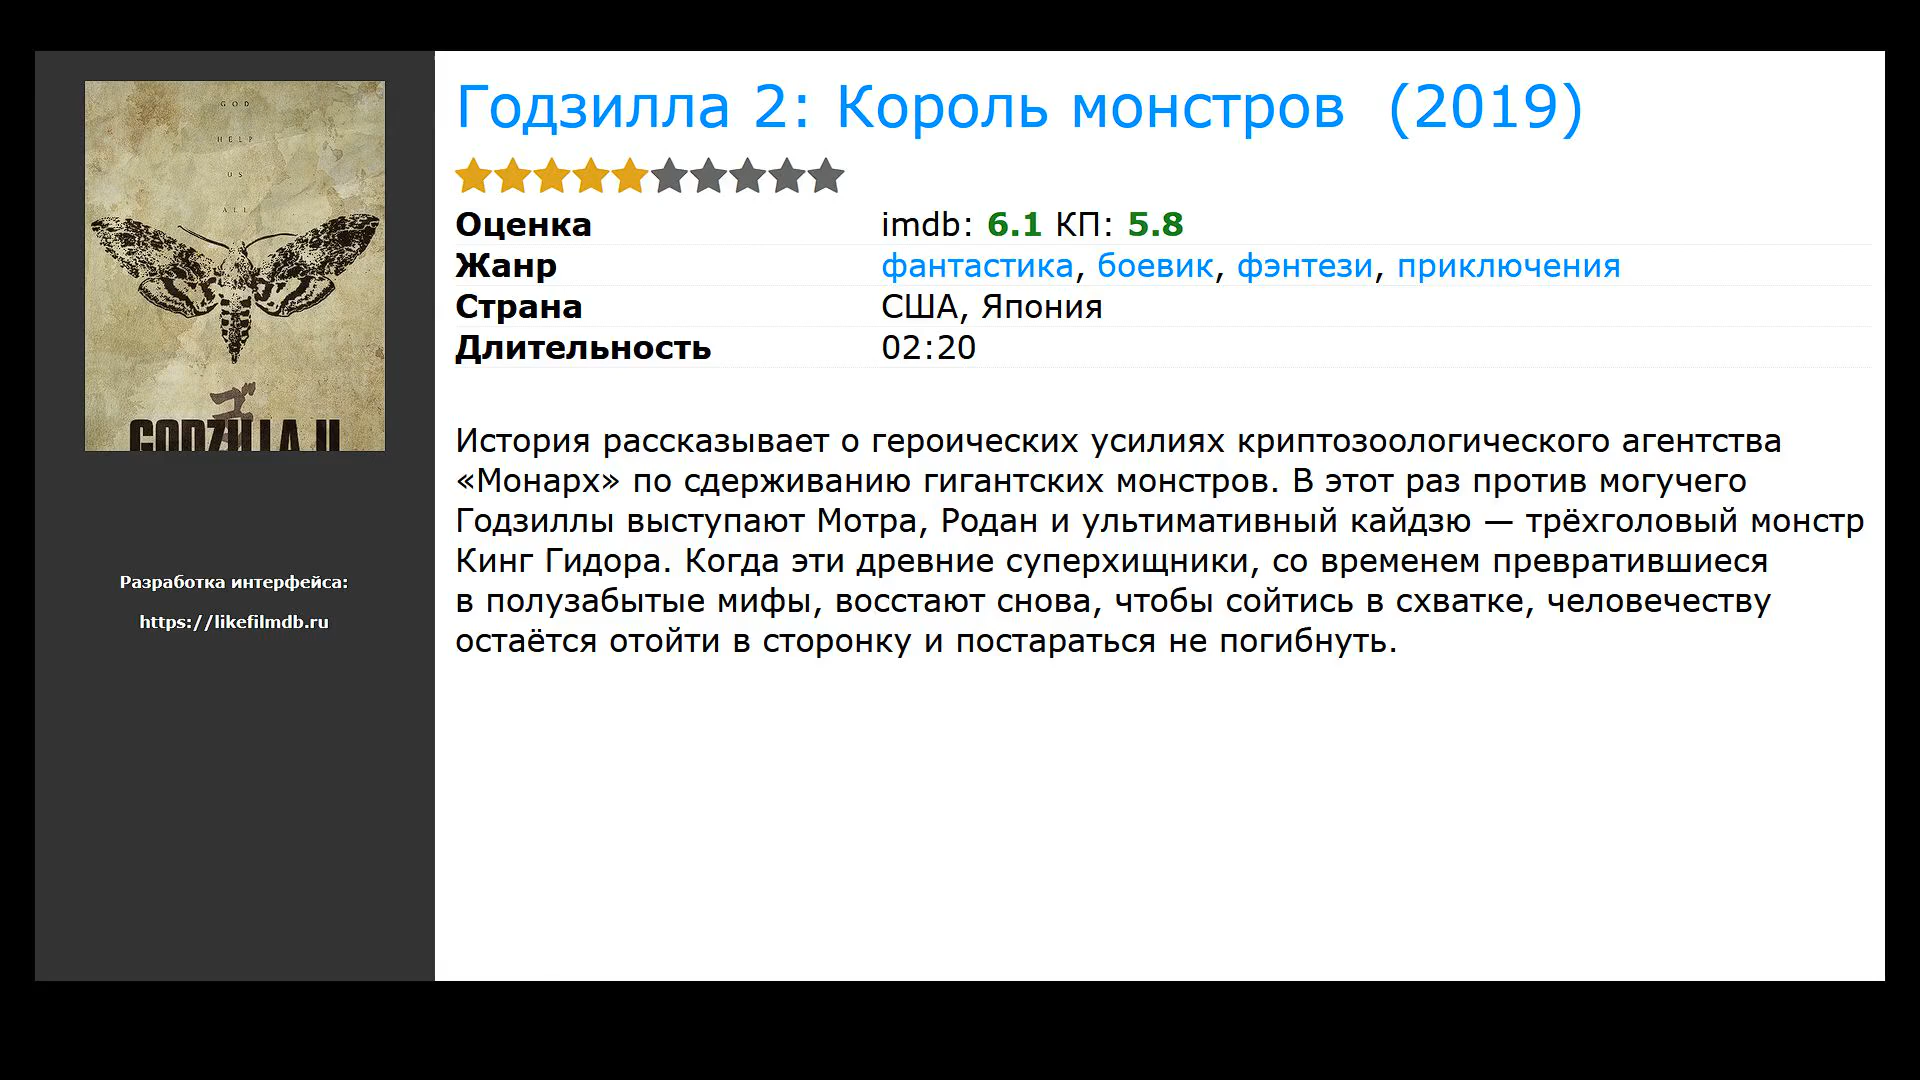 GOD
HELP
US
ALL
GODZILLA II
Разработка интерфейса:
https://likefilmdb.ru
Годзилла 2: Король монстров (2019)
Оценка imdb: 6.1 КП: 5.8
Жанр фантастика, боевик, фэнтези, приключения
Страна США, Япония
Длительность 02:20
История рассказывает о героических усилиях криптозоологического агентства
«Монарх» по сдерживанию гигантских монстров. В этот раз против могучего
Годзиллы выступают Мотра, Родан и ультимативный кайдзю — трёхголовый монстр
Кинг Гидора. Когда эти древние суперхищники, со временем превратившиеся
в полузабытые мифы, восстают снова, чтобы сойтись в схватке, человечеству
остаётся отойти в сторонку и постараться не погибнуть.